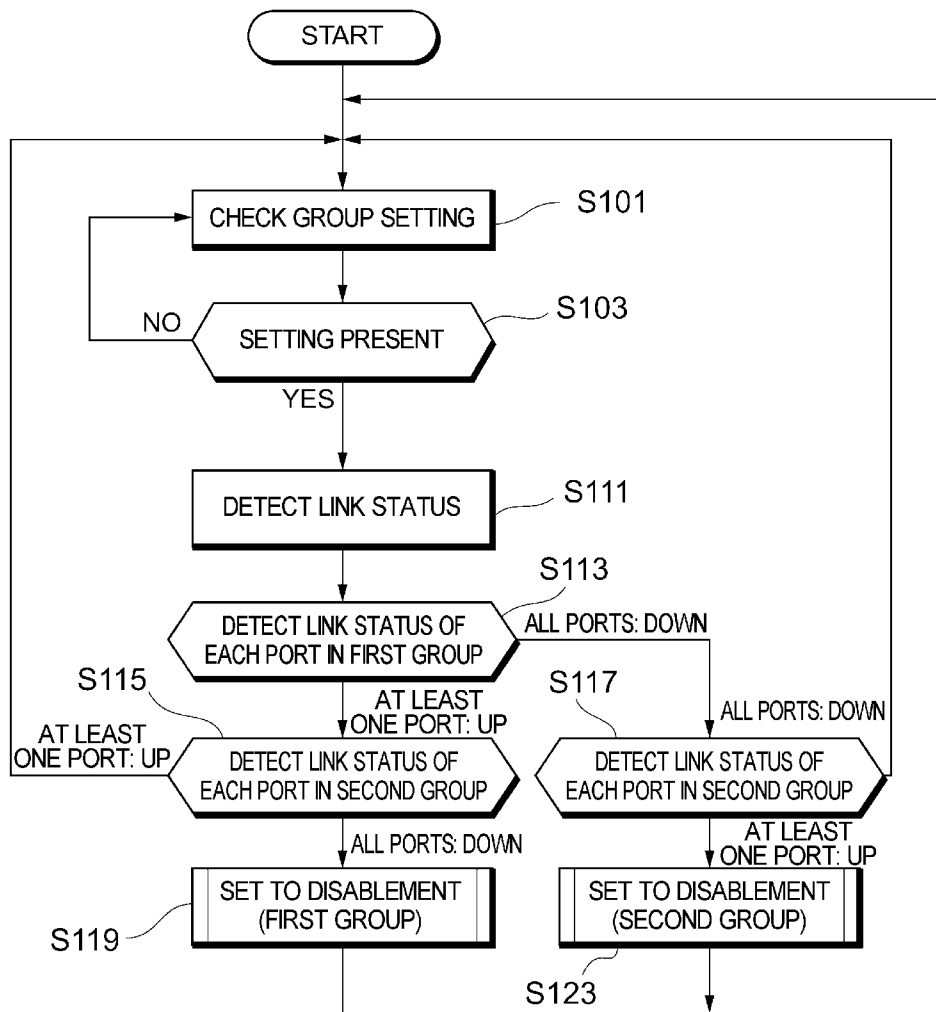 START
CHECK GROUP SETTING
S101
SETTING PRESENT
S103
NO
YES
DETECT LINK STATUS
S111
S113
DETECT LINK STATUS OF
EACH PORT IN FIRST GROUP
ALL PORTS: DOWN
S115
AT LEAST
ONE PORT: UP
S117
ALL PORTS: DOWN
AT LEAST
ONE PORT: UP
DETECT LINK STATUS OF
EACH PORT IN SECOND GROUP
DETECT LINK STATUS OF
EACH PORT IN SECOND GROUP
ALL PORTS: DOWN
AT LEAST
ONE PORT: UP
SET TO DISABLEMENT
(FIRST GROUP)
S119
SET TO DISABLEMENT
(SECOND GROUP)
S123